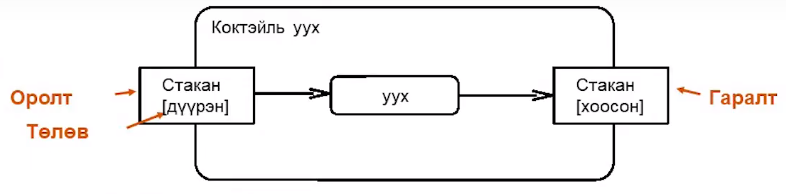 Коктэйль уух
Стакан
[дүүрэн]
уух
Стакан
[хоосон]
Оролт
Төлөв
Гаралт